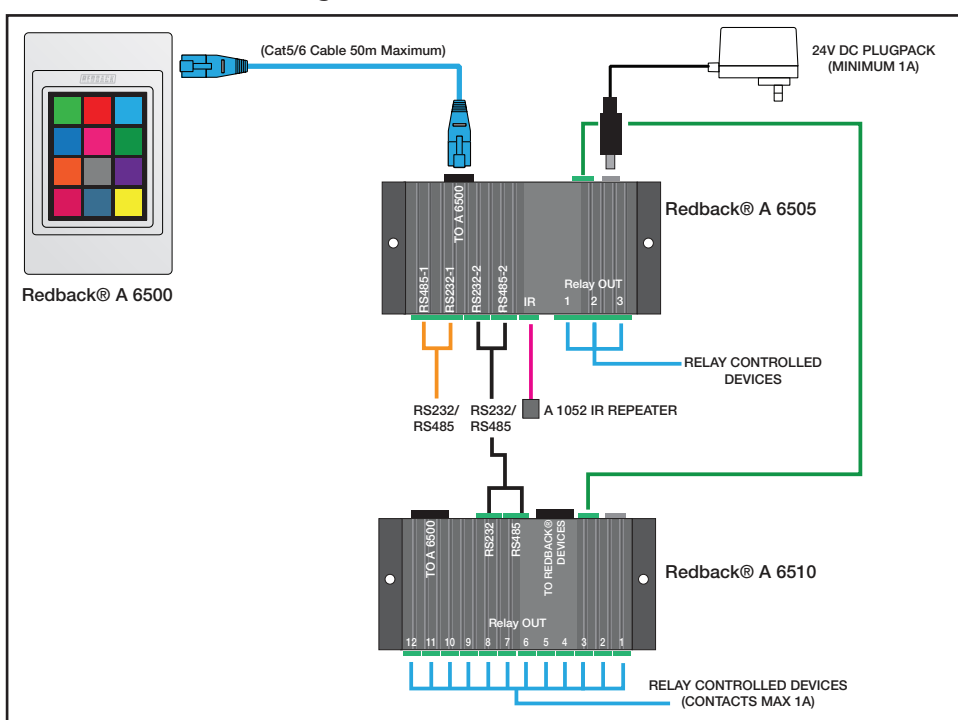 (Cat5/6 Cable 50m Maximum)
24V DC PLUGPACK
(MINIMUM 1A)
REDBACK
Redback® A 6500
TO A 6500
Redback® A 6505
RS485-1
RS232-1
RS232-2
RS485-2
IR
Relay OUT
1 2 3
RELAY CONTROLLED
DEVICES
RS232/
RS485
RS232/
RS485
A 1052 IR REPEATER
TO A 6500
RS232
RS485
TO REDBACK®
DEVICES
Redback® A 6510
Relay OUT
12 11 10 9 8 7 6 5 4 3 2 1
RELAY CONTROLLED DEVICES
(CONTACTS MAX 1A)